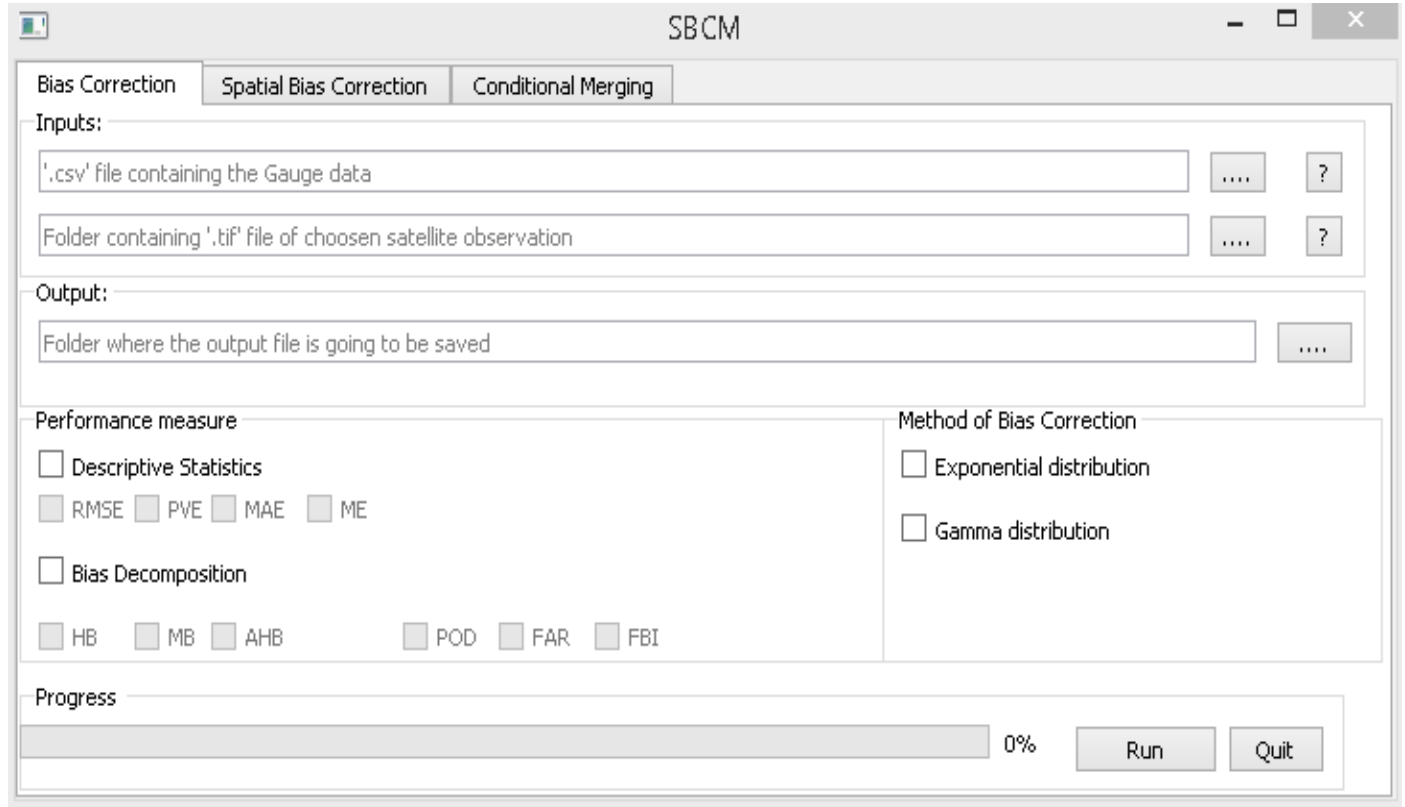 SBCM
Bias Correction Spatial Bias Correction Conditional Merging
Inputs:
'.csv' file containing the Gauge data .... ?
Folder containing '.tif' file of choosen satellite observation .... ?
Output:
Folder where the output file is going to be saved ....
Performance measure
Descriptive Statistics
RMSE PVE MAE ME
Bias Decomposition
HB MB AHB POD FAR FBI
Method of Bias Correction
Exponential distribution
Gamma distribution
Progress
0% Run Quit